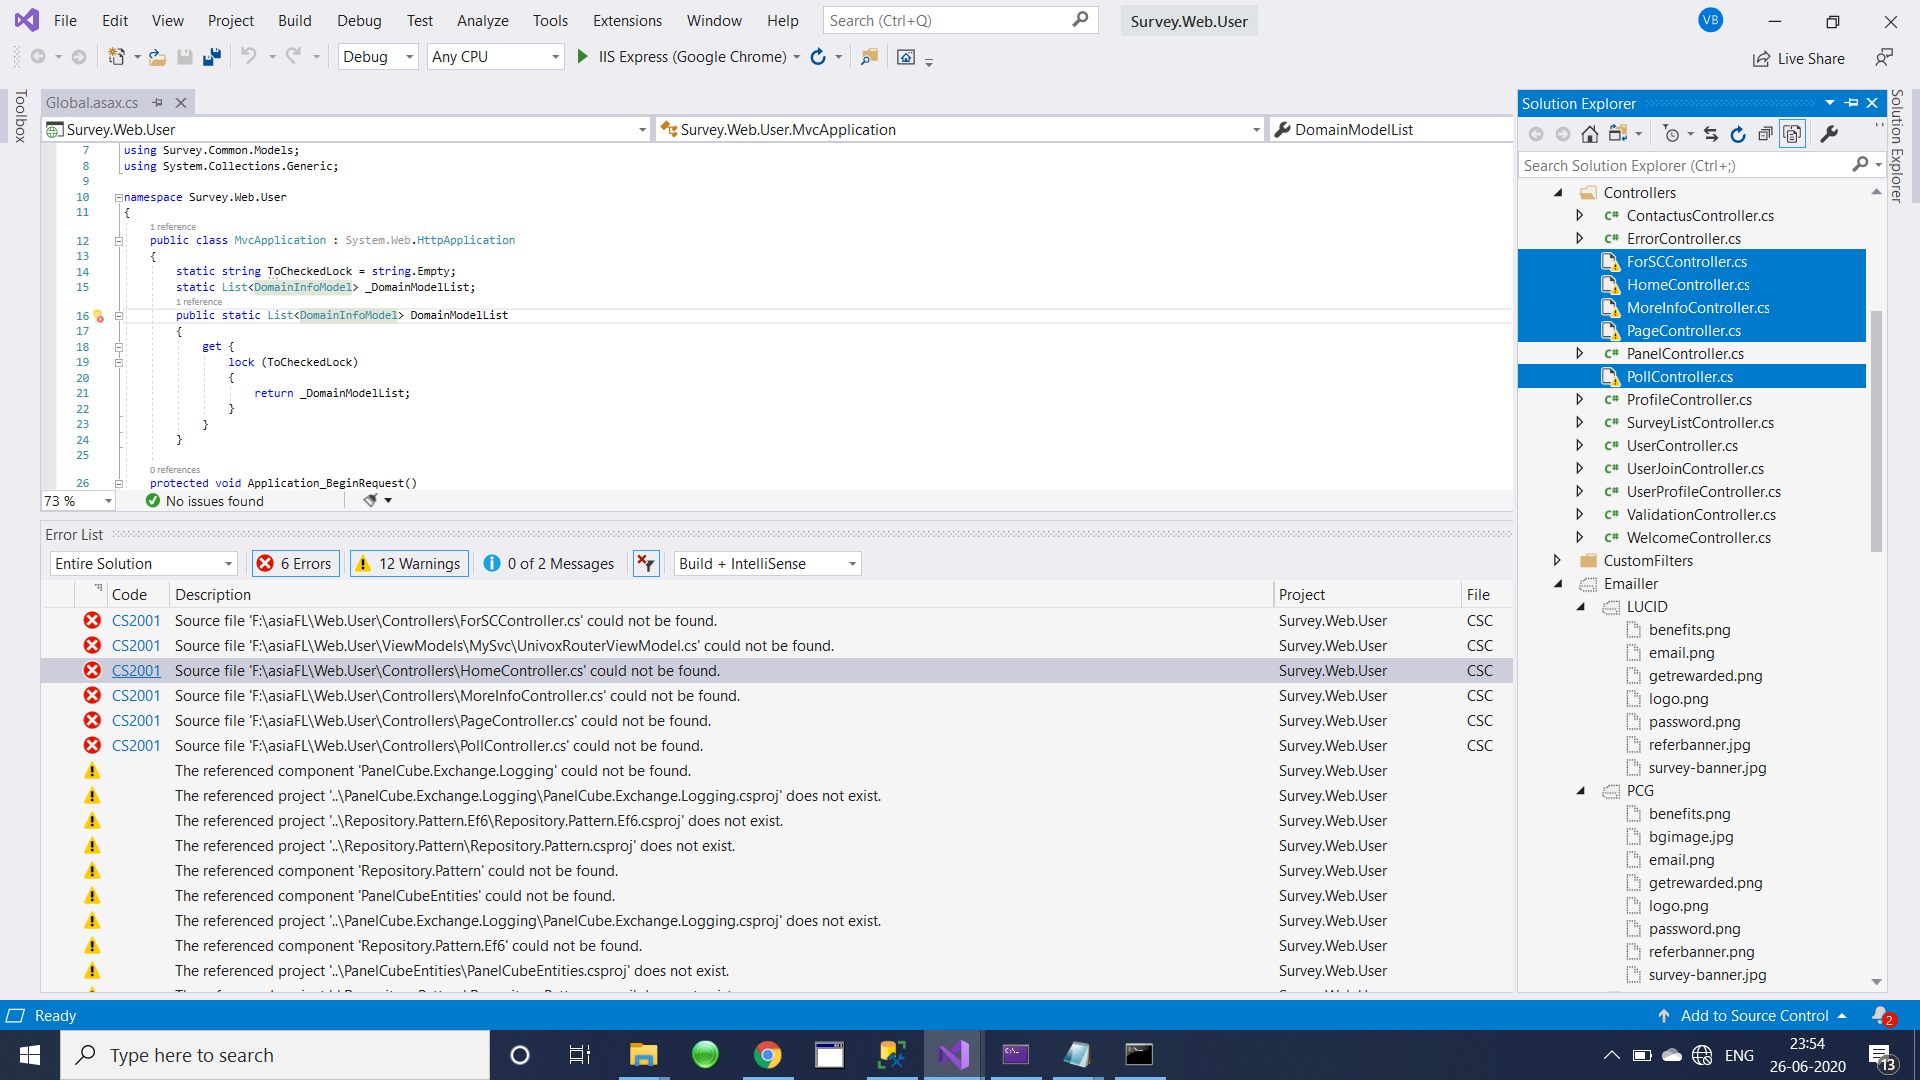 File Edit View Project Build Debug Test Analyze Tools Extensions Window Help Search (Ctrl+Q) Survey.Web.User VB
Debug Any CPU IIS Express (Google Chrome) Live Share
Toolbox
Global.asax.cs
Survey.Web.User Survey.Web.User.MvcApplication DomainModelList
7 using Survey.Common.Models;
8 using System.Collections.Generic;
9
10 namespace Survey.Web.User
11 {
1 reference
12 public class MvcApplication : System.Web.HttpApplication
13 {
14 static string ToCheckedLock = string.Empty;
15 static List<DomainInfoModel> _DomainModelList;
1 reference
16 public static List<DomainInfoModel> DomainModelList
17 {
18 get {
19 lock (ToCheckedLock)
20 {
21 return _DomainModelList;
22 }
23 }
24 }
25
0 references
26 protected void Application_BeginRequest()
73 % No issues found
Error List
Entire Solution 6 Errors 12 Warnings 0 of 2 Messages Build + IntelliSense
Code Description Project File
CS2001 Source file 'F:\asiaFL\Web.User\Controllers\ForSCController.cs' could not be found. Survey.Web.User CSC
CS2001 Source file 'F:\asiaFL\Web.User\ViewModels\MySvc\UnivoxRouterViewModel.cs' could not be found. Survey.Web.User CSC
CS2001 Source file 'F:\asiaFL\Web.User\Controllers\HomeController.cs' could not be found. Survey.Web.User CSC
CS2001 Source file 'F:\asiaFL\Web.User\Controllers\MoreInfoController.cs' could not be found. Survey.Web.User CSC
CS2001 Source file 'F:\asiaFL\Web.User\Controllers\PageController.cs' could not be found. Survey.Web.User CSC
CS2001 Source file 'F:\asiaFL\Web.User\Controllers\PollController.cs' could not be found. Survey.Web.User CSC
The referenced component 'PanelCube.Exchange.Logging' could not be found. Survey.Web.User
The referenced project '..\PanelCube.Exchange.Logging\PanelCube.Exchange.Logging.csproj' does not exist. Survey.Web.User
The referenced project '..\Repository.Pattern.Ef6\Repository.Pattern.Ef6.csproj' does not exist. Survey.Web.User
The referenced project '..\Repository.Pattern\Repository.Pattern.csproj' does not exist. Survey.Web.User
The referenced component 'Repository.Pattern' could not be found. Survey.Web.User
The referenced component 'PanelCubeEntities' could not be found. Survey.Web.User
The referenced project '..\PanelCube.Exchange.Logging\PanelCube.Exchange.Logging.csproj' does not exist. Survey.Web.User
The referenced component 'Repository.Pattern.Ef6' could not be found. Survey.Web.User
The referenced project '..\PanelCubeEntities\PanelCubeEntities.csproj' does not exist. Survey.Web.User
Solution Explorer
Search Solution Explorer (Ctrl+;)
Controllers
ContactusController.cs
ErrorController.cs
ForSCController.cs
HomeController.cs
MoreInfoController.cs
PageController.cs
PanelController.cs
PollController.cs
ProfileController.cs
SurveyListController.cs
UserController.cs
UserJoinController.cs
UserProfileController.cs
ValidationController.cs
WelcomeController.cs
CustomFilters
Emailler
LUCID
benefits.png
email.png
getrewarded.png
logo.png
password.png
referbanner.jpg
survey-banner.jpg
PCG
benefits.png
bgimage.jpg
email.png
getrewarded.png
logo.png
password.png
referbanner.png
survey-banner.jpg
Solution Explorer
Ready Add to Source Control 2
Type here to search ENG 23:54
26-06-2020 13